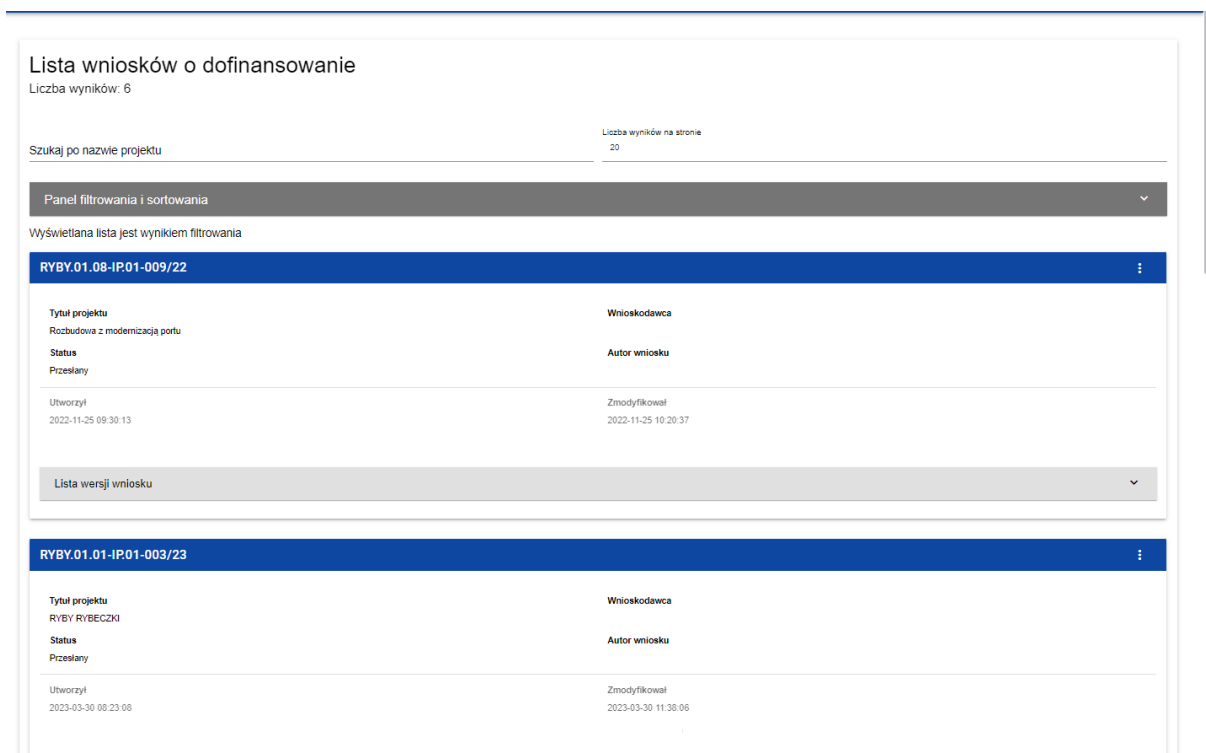 Lista wniosków o dofinansowanie
Liczba wyników: 6
Liczba wyników na stronie
Szukaj po nazwie projektu
20
Panel filtrowania i sortowania
Wyświetlana lista jest wynikiem filtrowania
RYBY.01.08-IP.01-009/22
Tytuł projektu
Wnioskodawca
Rozbudowa z modernizacją portu
Status
Autor wniosku
Przesłany
Utworzył
Zmodyfikował
2022-11-25 09:30:13
2022-11-25 10:20:37
Lista wersji wniosku
RYBY.01.01-IP.01-003/23
Tytuł projektu
Wnioskodawca
RYBY RYBECZKI
Status
Autor wniosku
Przesłany
Utworzył
Zmodyfikował
2023-03-30 08:23:08
2023-03-30 11:38:06